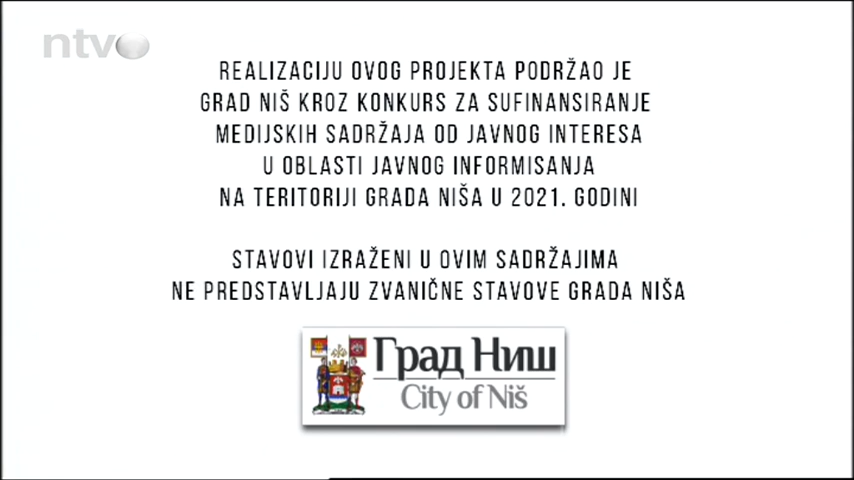 ntv
REALIZACIJU OVOG PROJEKTA PODRŽAO JE
GRAD NIŠ KROZ KONKURS ZA SUFINANSIRANJE
MEDIJSKIH SADRŽAJA OD JAVNOG INTERESA
U OBLASTI JAVNOG INFORMISANJA
NA TERITORIJI GRADA NIŠA U 2021. GODINI
STAVOVI IZRAŽENI U OVIM SADRŽAJIMA
NE PREDSTAVLJAJU ZVANIČNE STAVOVE GRADA NIŠA
Град Ниш
City of Niš